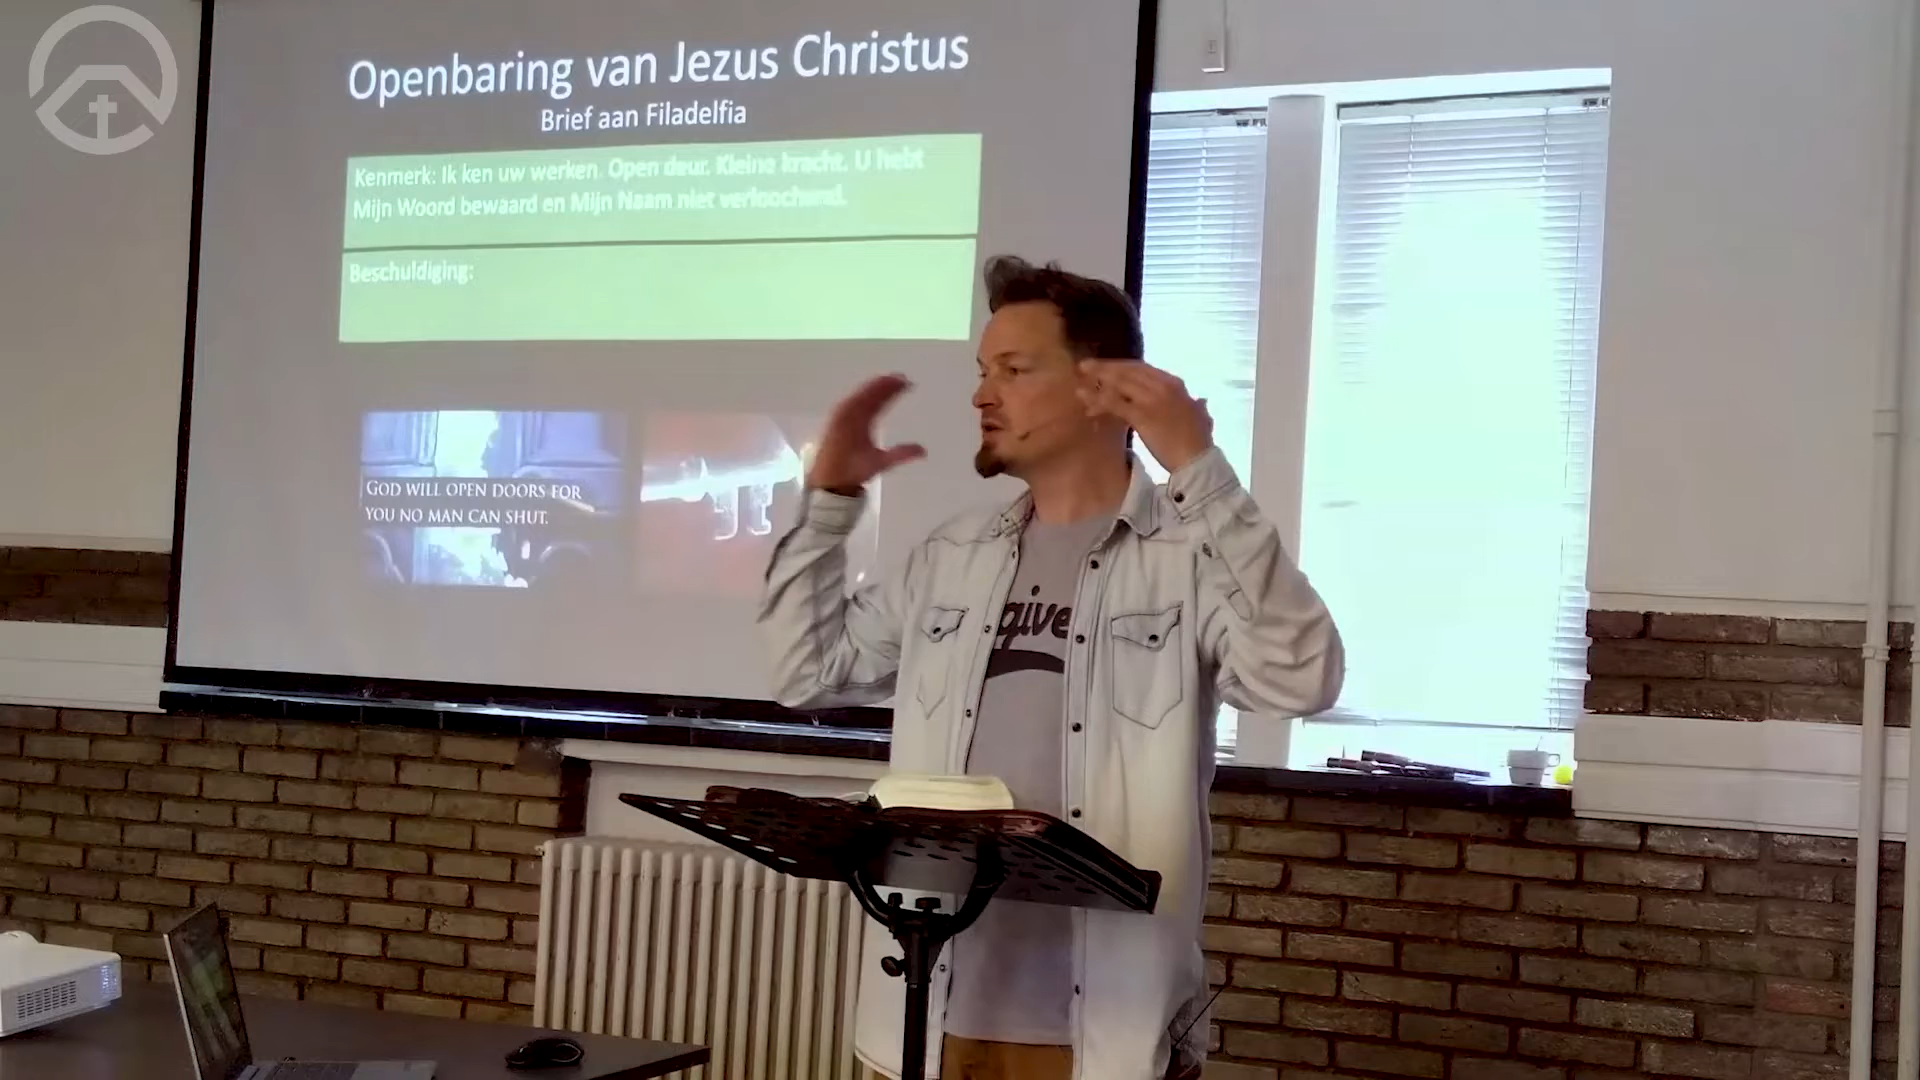 Openbaring van Jezus Christus
Brief aan Filadelfia
Kenmerk: Ik ken uw werken. Open deur. Kleine kracht. U hebt
Mijn Woord bewaard en Mijn Naam niet verloochend.
Beschuldiging:
GOD WILL OPEN DOORS FOR
YOU NO MAN CAN SHUT.
give